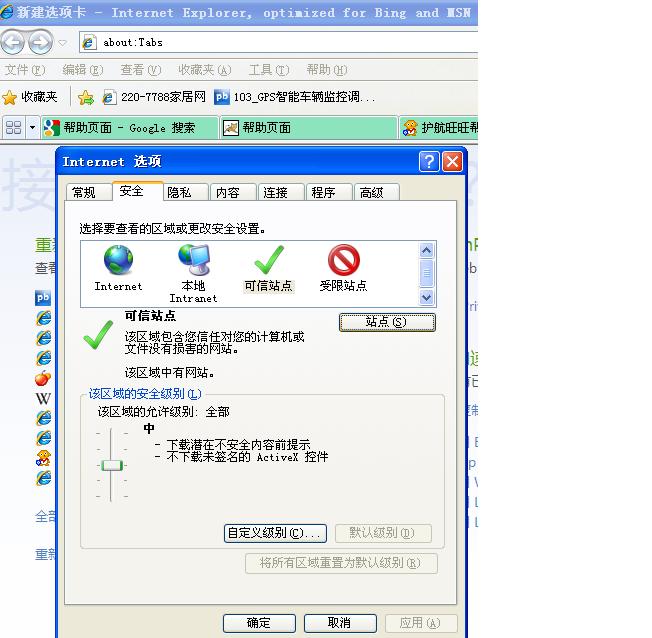 新建选项卡 - Internet Explorer, optimized for Bing and MSN
about:Tabs
文件(F) 编辑(E) 查看(V) 收藏夹(A) 工具(T) 帮助(H)
收藏夹 220-7788家居网 103_GPS智能车辆监控调...
帮助页面 - Google 搜索 帮助页面 护航旺旺帮
接
Internet 选项
常规 安全 隐私 内容 连接 程序 高级
重新
查看
选择要查看的区域或更改安全设置。
Internet
本地
Intranet
可信站点
受限站点
可信站点
站点(S)
该区域包含您信任对您的计算机或
文件没有损害的网站。
该区域中有网站。
该区域的安全级别(L)
该区域的允许级别: 全部
中
- 下载潜在不安全内容前提示
- 不下载未签名的 ActiveX 控件
全部
自定义级别(C)... 默认级别(D)
重新
将所有区域重置为默认级别(R)
确定 取消 应用(A)